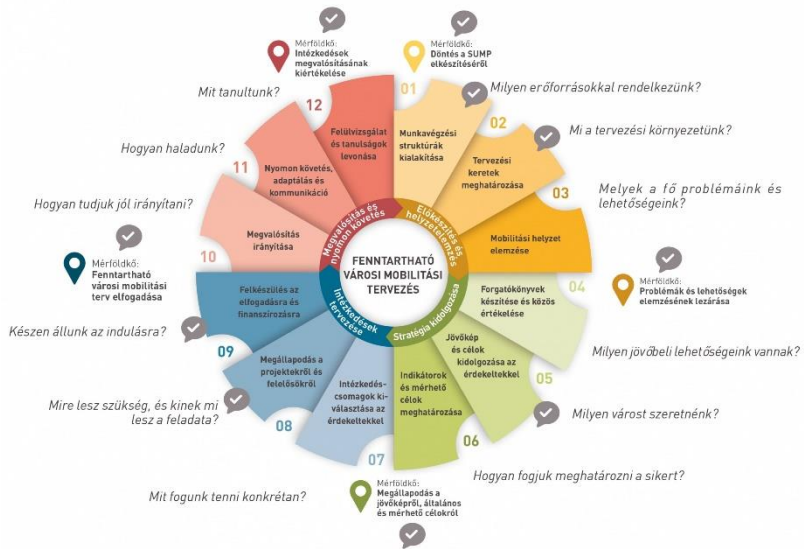 Mérföldkő:
Intézkedések
megvalósításának
kiértékelése
Mérföldkő:
Döntés a SUMP
elkészítéséről
Mit tanultunk?
12
Felülvizsgálat
és tanulságok
levonása
01
Munkavégzési
struktúrák
kialakítása
Milyen erőforrásokkal rendelkezünk?
02
Tervezési
keretek
meghatározása
Mi a tervezési környezetünk?
Hogyan haladunk?
11
Nyomon követés,
adaptálás és
kommunikáció
03
Mobilitási helyzet
elemzése
Melyek a fő problémáink és
lehetőségeink?
Hogyan tudjuk jól irányítani?
10
Megvalósítás
irányítása
Megvalósítás és
nyomon követés
Előkészítés és
helyzetelemzés
FENNTARTHATÓ
VÁROSI MOBILITÁSI
TERVEZÉS
Intézkedések
tervezése
Stratégia kidolgozása
Mérföldkő:
Fenntartható
városi mobilitási
terv elfogadása
Mérföldkő:
Problémák és lehetőségek
elemzésének lezárása
04
Forgatókönyvek
készítése és közös
értékelése
Milyen jövőbeli lehetőségeink vannak?
Felkészülés az
elfogadásra és
finanszírozásra
09
Készen állunk az indulásra?
Jövőkép
és célok
kidolgozása az
érdekeltekkel
05
Milyen várost szeretnénk?
Megállapodás a
projektekről és
felelősökről
08
Mire lesz szükség, és kinek mi
lesz a feladata?
Indikátorok
és mérhető
célok
meghatározása
06
Hogyan fogjuk meghatározni a sikert?
Intézkedés-
csomagok ki-
választása az
érdekeltekkel
07
Mit fogunk tenni konkrétan?
Mérföldkő:
Megállapodás a
jövőképről, általános
és mérhető célokról